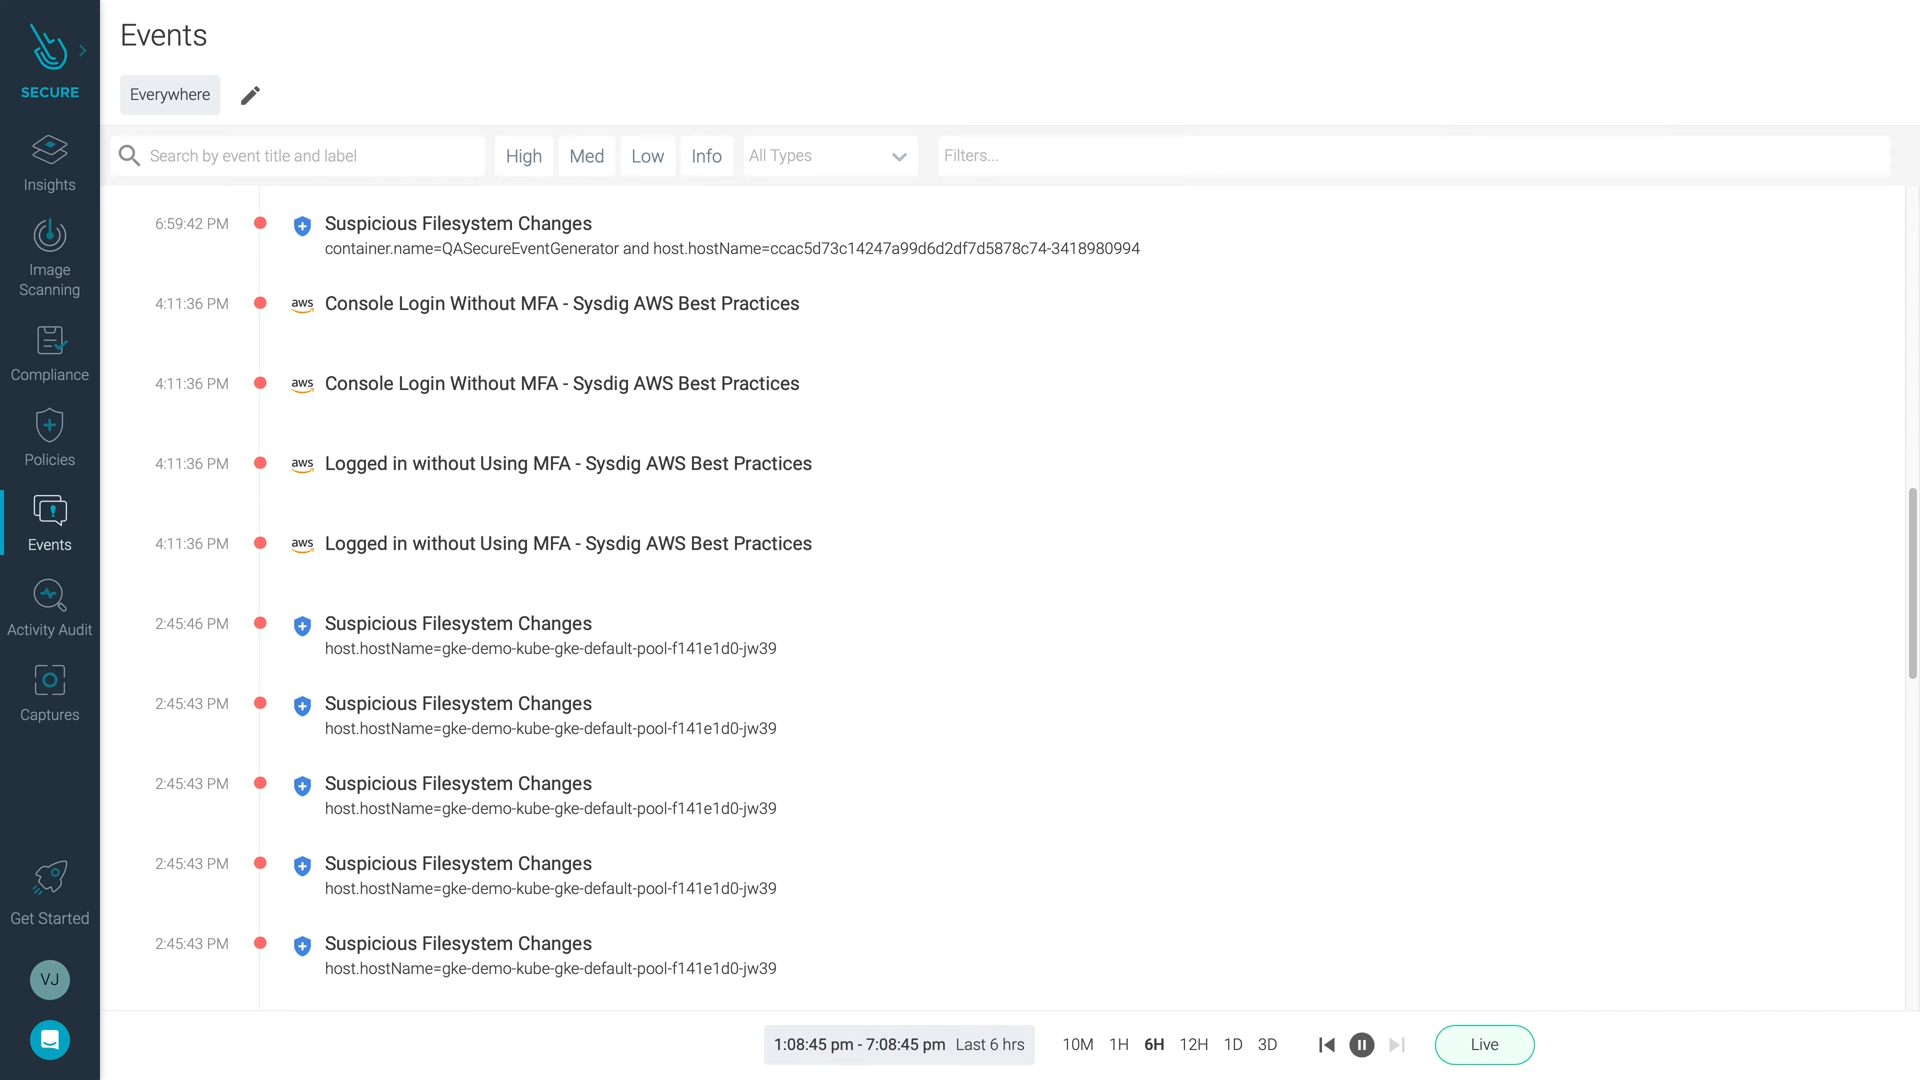 SECURE
Insights
Image
Scanning
Compliance
Policies
Events
Activity Audit
Captures
Get Started
VJ
Events
Everywhere
Search by event title and label
High Med Low Info All Types Filters...
6:59:42 PM Suspicious Filesystem Changes
container.name=QASecureEventGenerator and host.hostName=ccac5d73c14247a99d6d2df7d5878c74-3418980994
4:11:36 PM aws Console Login Without MFA - Sysdig AWS Best Practices
4:11:36 PM aws Console Login Without MFA - Sysdig AWS Best Practices
4:11:36 PM aws Logged in without Using MFA - Sysdig AWS Best Practices
4:11:36 PM aws Logged in without Using MFA - Sysdig AWS Best Practices
2:45:46 PM Suspicious Filesystem Changes
host.hostName=gke-demo-kube-gke-default-pool-f141e1d0-jw39
2:45:43 PM Suspicious Filesystem Changes
host.hostName=gke-demo-kube-gke-default-pool-f141e1d0-jw39
2:45:43 PM Suspicious Filesystem Changes
host.hostName=gke-demo-kube-gke-default-pool-f141e1d0-jw39
2:45:43 PM Suspicious Filesystem Changes
host.hostName=gke-demo-kube-gke-default-pool-f141e1d0-jw39
2:45:43 PM Suspicious Filesystem Changes
host.hostName=gke-demo-kube-gke-default-pool-f141e1d0-jw39
1:08:45 pm - 7:08:45 pm Last 6 hrs 10M 1H 6H 12H 1D 3D Live